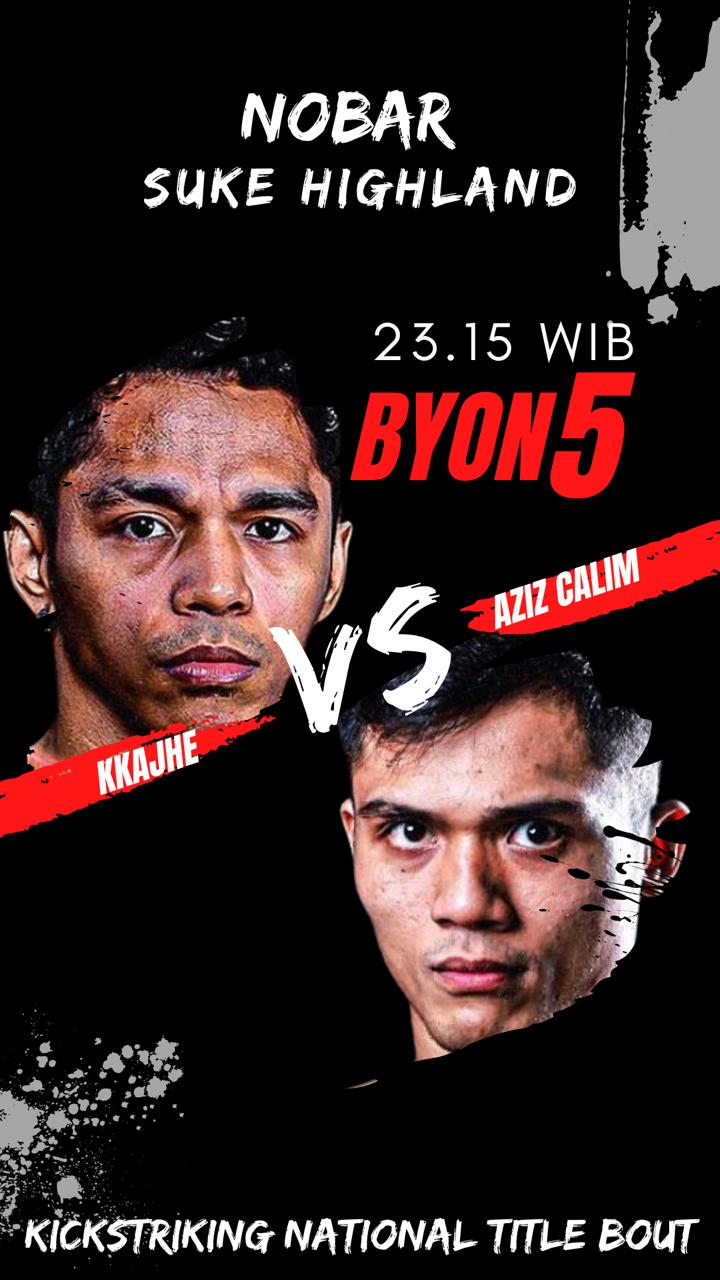 NOBAR
SUKE HIGHLAND
23.15 WIB
BYON5
AZIZ CALIM
VS
KKAJHE
KICKSTRIKING NATIONAL TITLE BOUT